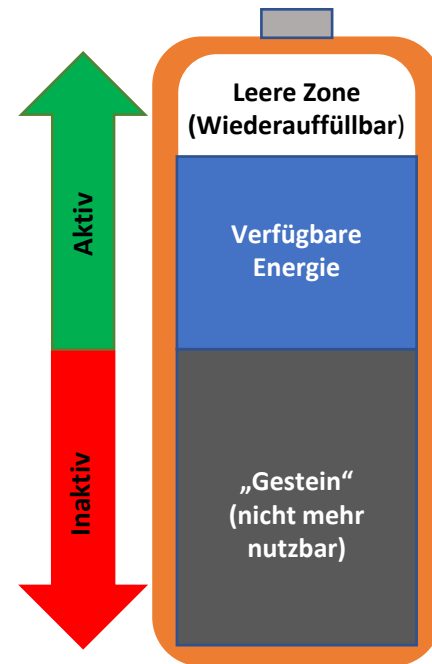 Leere Zone
(Wiederauffüllbar)
Aktiv
Verfügbare
Energie
Inaktiv
„Gestein“
(nicht mehr
nutzbar)